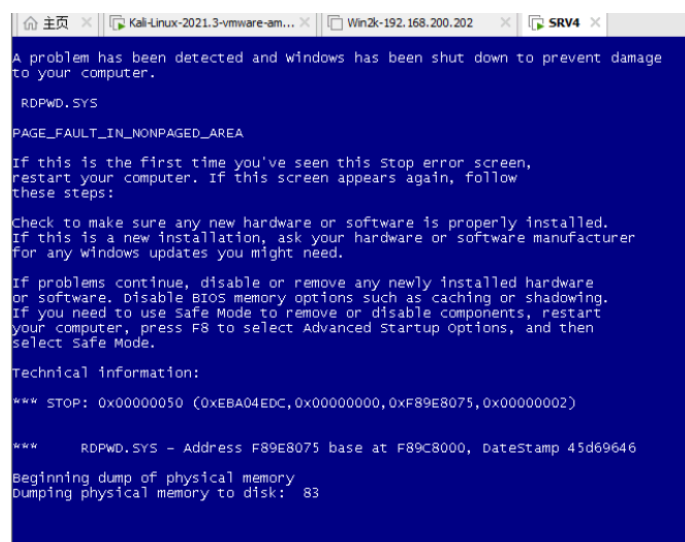 主页
Kali-Linux-2021.3-vmware-am...
Win2k-192.168.200.202
SRV4
A problem has been detected and windows has been shut down to prevent damage
to your computer.
RDPWD.SYS
PAGE_FAULT_IN_NONPAGED_AREA
If this is the first time you've seen this Stop error screen,
restart your computer. If this screen appears again, follow
these steps:
Check to make sure any new hardware or software is properly installed.
If this is a new installation, ask your hardware or software manufacturer
for any windows updates you might need.
If problems continue, disable or remove any newly installed hardware
or software. Disable BIOS memory options such as caching or shadowing.
If you need to use Safe Mode to remove or disable components, restart
your computer, press F8 to select Advanced Startup Options, and then
select Safe Mode.
Technical information:
*** STOP: 0x00000050 (0xEBA04EDC,0x00000000,0xF89E8075,0x00000002)
*** RDPWD.SYS - Address F89E8075 base at F89C8000, DateStamp 45d69646
Beginning dump of physical memory
Dumping physical memory to disk: 83